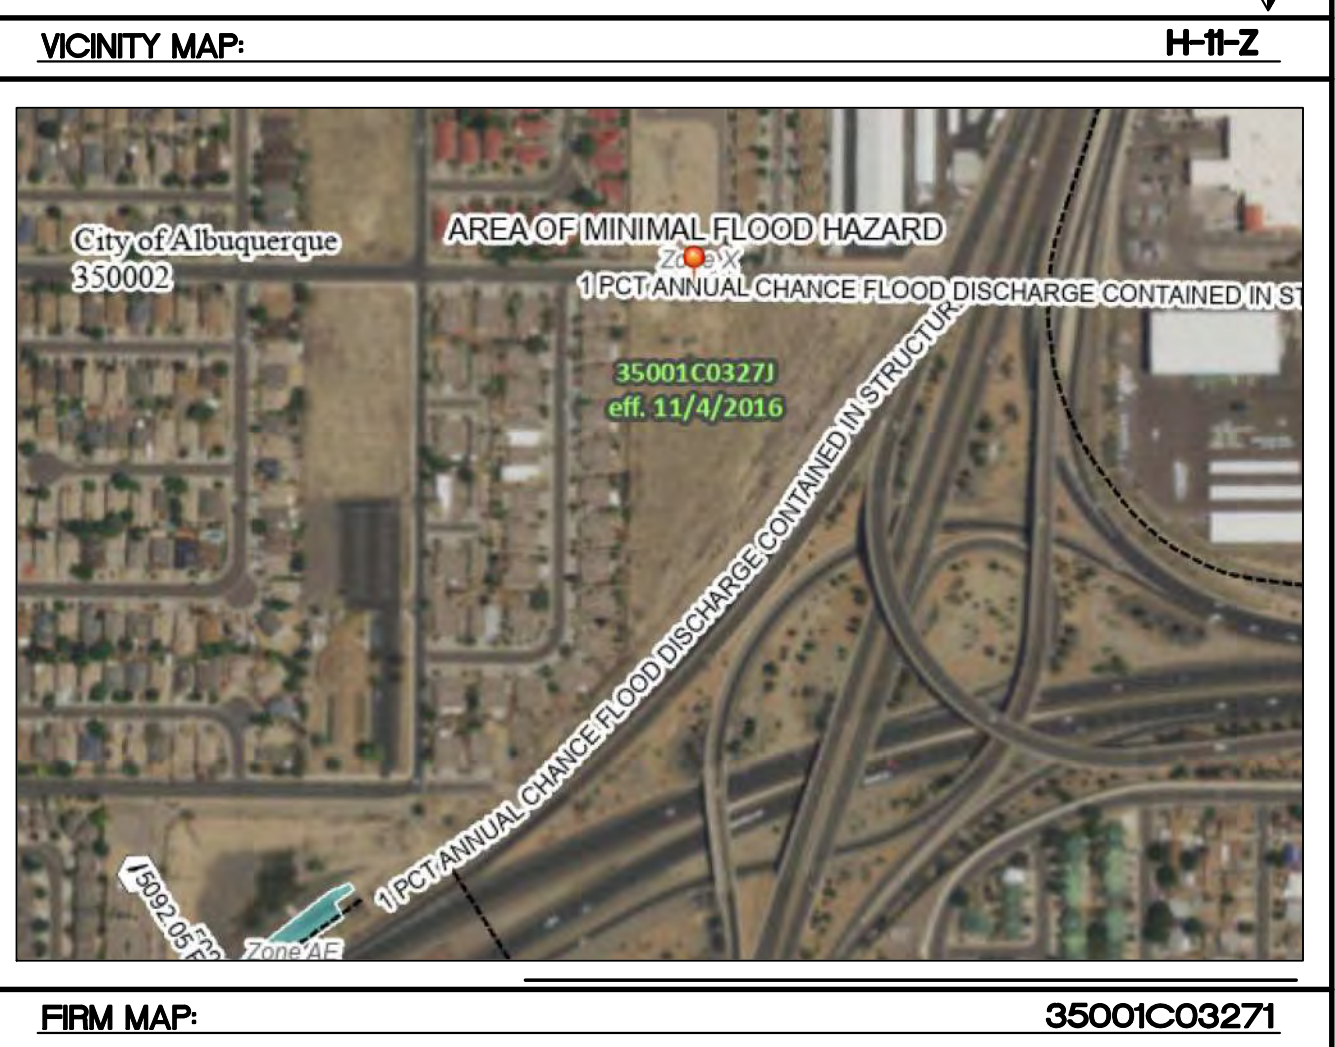 VICINITY MAP: H-11-Z
AREA OF MINIMAL FLOOD HAZARD
City of Albuquerque
350002
Zone X
1 PCT ANNUAL CHANCE FLOOD DISCHARGE CONTAINED IN ST
35001C0327J
eff. 11/4/2016
1 PCT ANNUAL CHANCE FLOOD DISCHARGE CONTAINED IN STRUCTUR
5092.05
Zone AE
FIRM MAP: 35001C03271